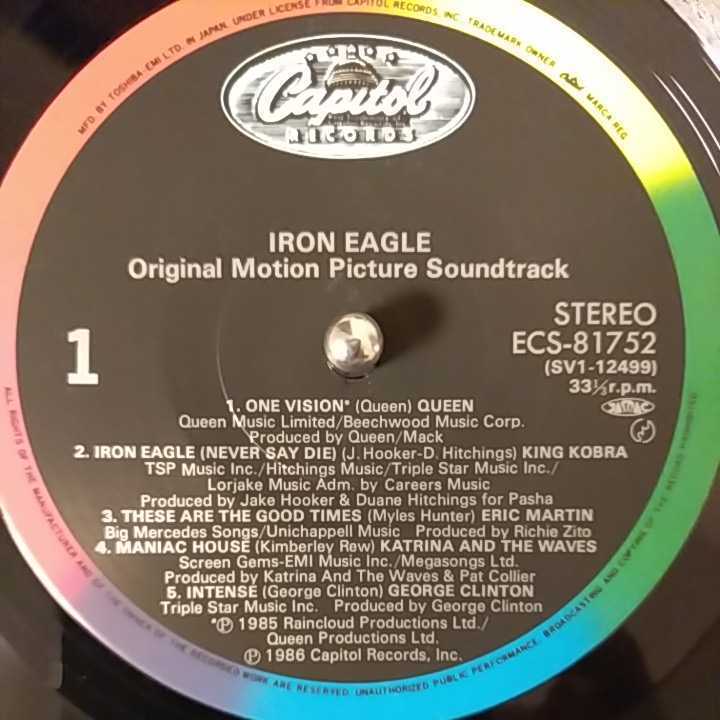 MFD. BY TOSHIBA-EMI LTD. IN JAPAN. UNDER LICENSE FROM CAPITOL RECORDS, INC., TRADEMARK OWNER MARCA REG.
Capitol
RECORDS
IRON EAGLE
Original Motion Picture Soundtrack
1
STEREO
ECS-81752
(SV1-12499)
33⅓r.p.m.
1. ONE VISION* (Queen) QUEEN
Queen Music Limited/Beechwood Music Corp.
Produced by Queen/Mack
2. IRON EAGLE (NEVER SAY DIE) (J. Hooker-D. Hitchings) KING KOBRA
TSP Music Inc./Hitchings Music/Triple Star Music Inc./
Lorjake Music Adm. by Careers Music
Produced by Jake Hooker & Duane Hitchings for Pasha
3. THESE ARE THE GOOD TIMES (Myles Hunter) ERIC MARTIN
Big Mercedes Songs/Unichappell Music Produced by Richie Zito
4. MANIAC HOUSE (Kimberley Rew) KATRINA AND THE WAVES
Screen Gems-EMI Music Inc./Megasongs Ltd.
Produced by Katrina And The Waves & Pat Collier
5. INTENSE (George Clinton) GEORGE CLINTON
Triple Star Music Inc. Produced by George Clinton
*℗ 1985 Raincloud Productions Ltd./
Queen Productions Ltd.
℗ 1986 Capitol Records, Inc.
ALL RIGHTS OF THE MANUFACTURER AND OF THE OWNER OF THE RECORDED WORK ARE RESERVED. UNAUTHORIZED PUBLIC PERFORMANCE, BROADCASTING AND COPYING OF THE RECORD PROHIBITED